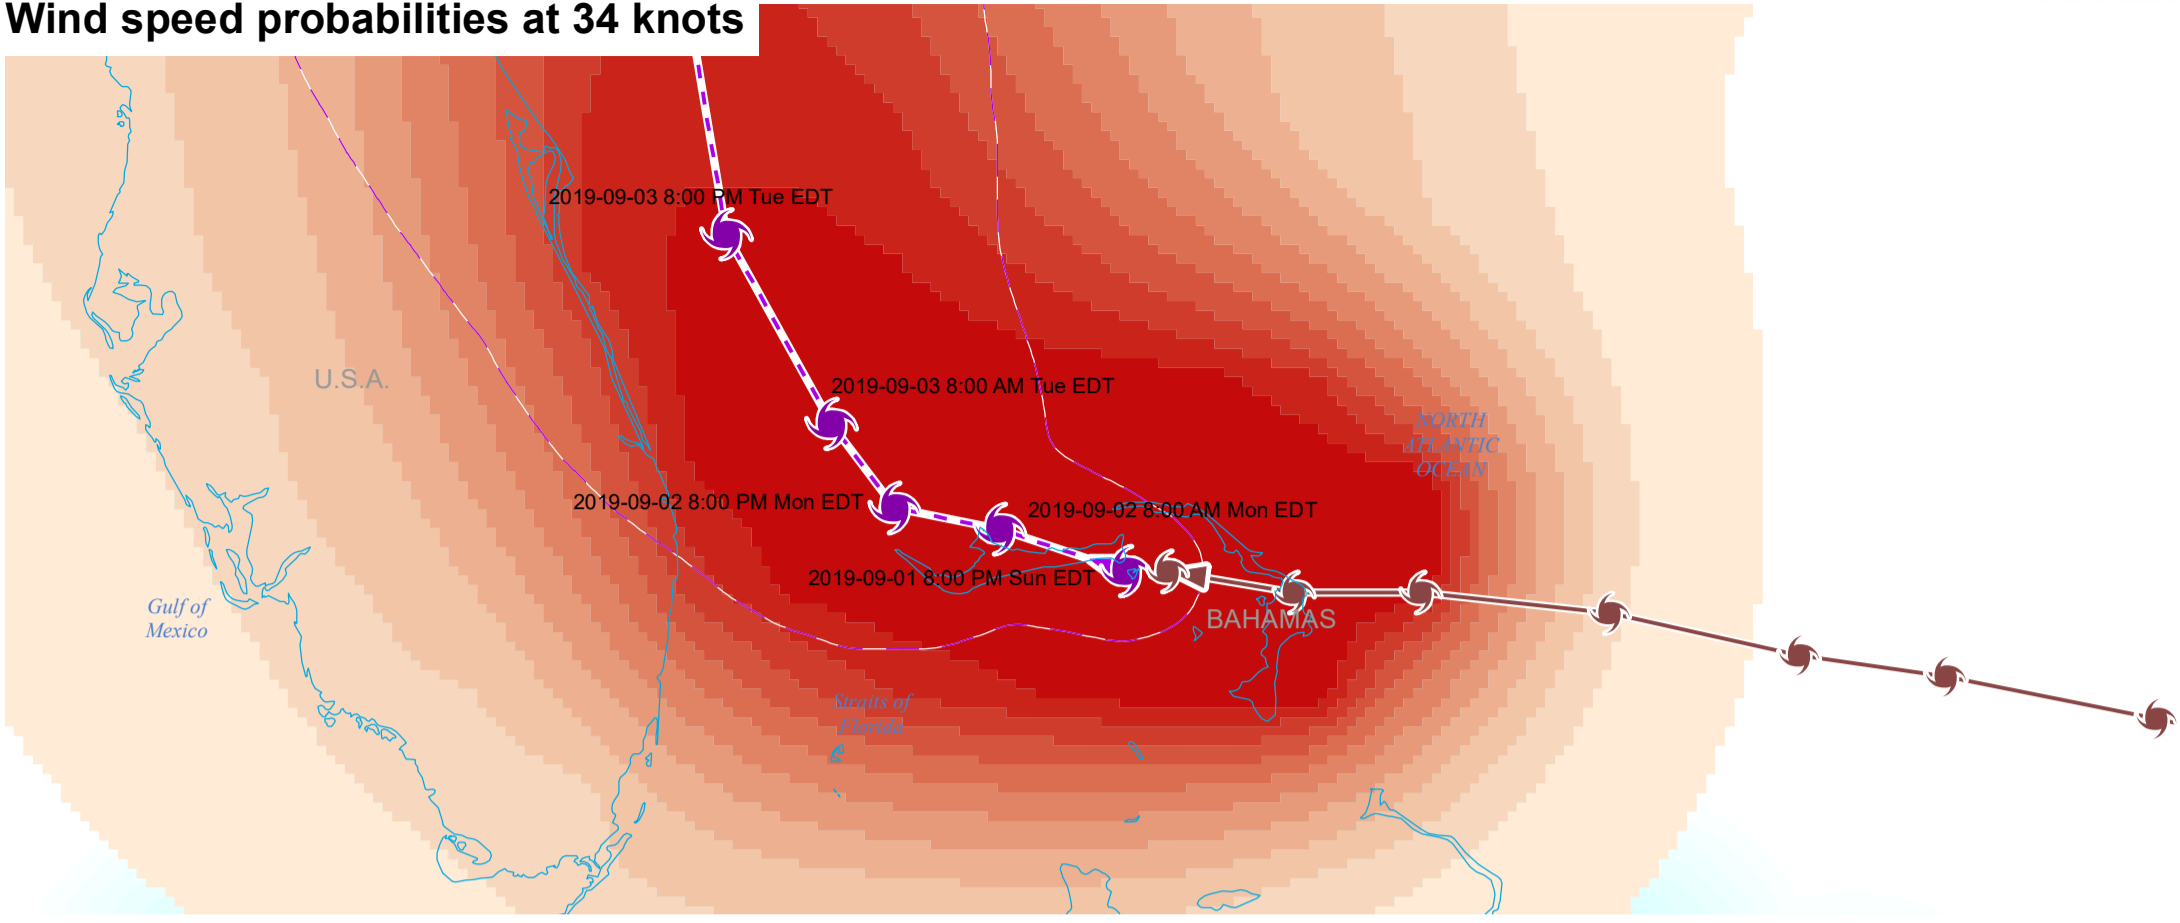 Wind speed probabilities at 34 knots
2019-09-03 8:00 PM Tue EDT
U.S.A.
2019-09-03 8:00 AM Tue EDT
NORTH
ATLANTIC
OCEAN
2019-09-02 8:00 PM Mon EDT
2019-09-02 8:00 AM Mon EDT
2019-09-01 8:00 PM Sun EDT
Gulf of
Mexico
BAHAMAS
Straits of
Florida